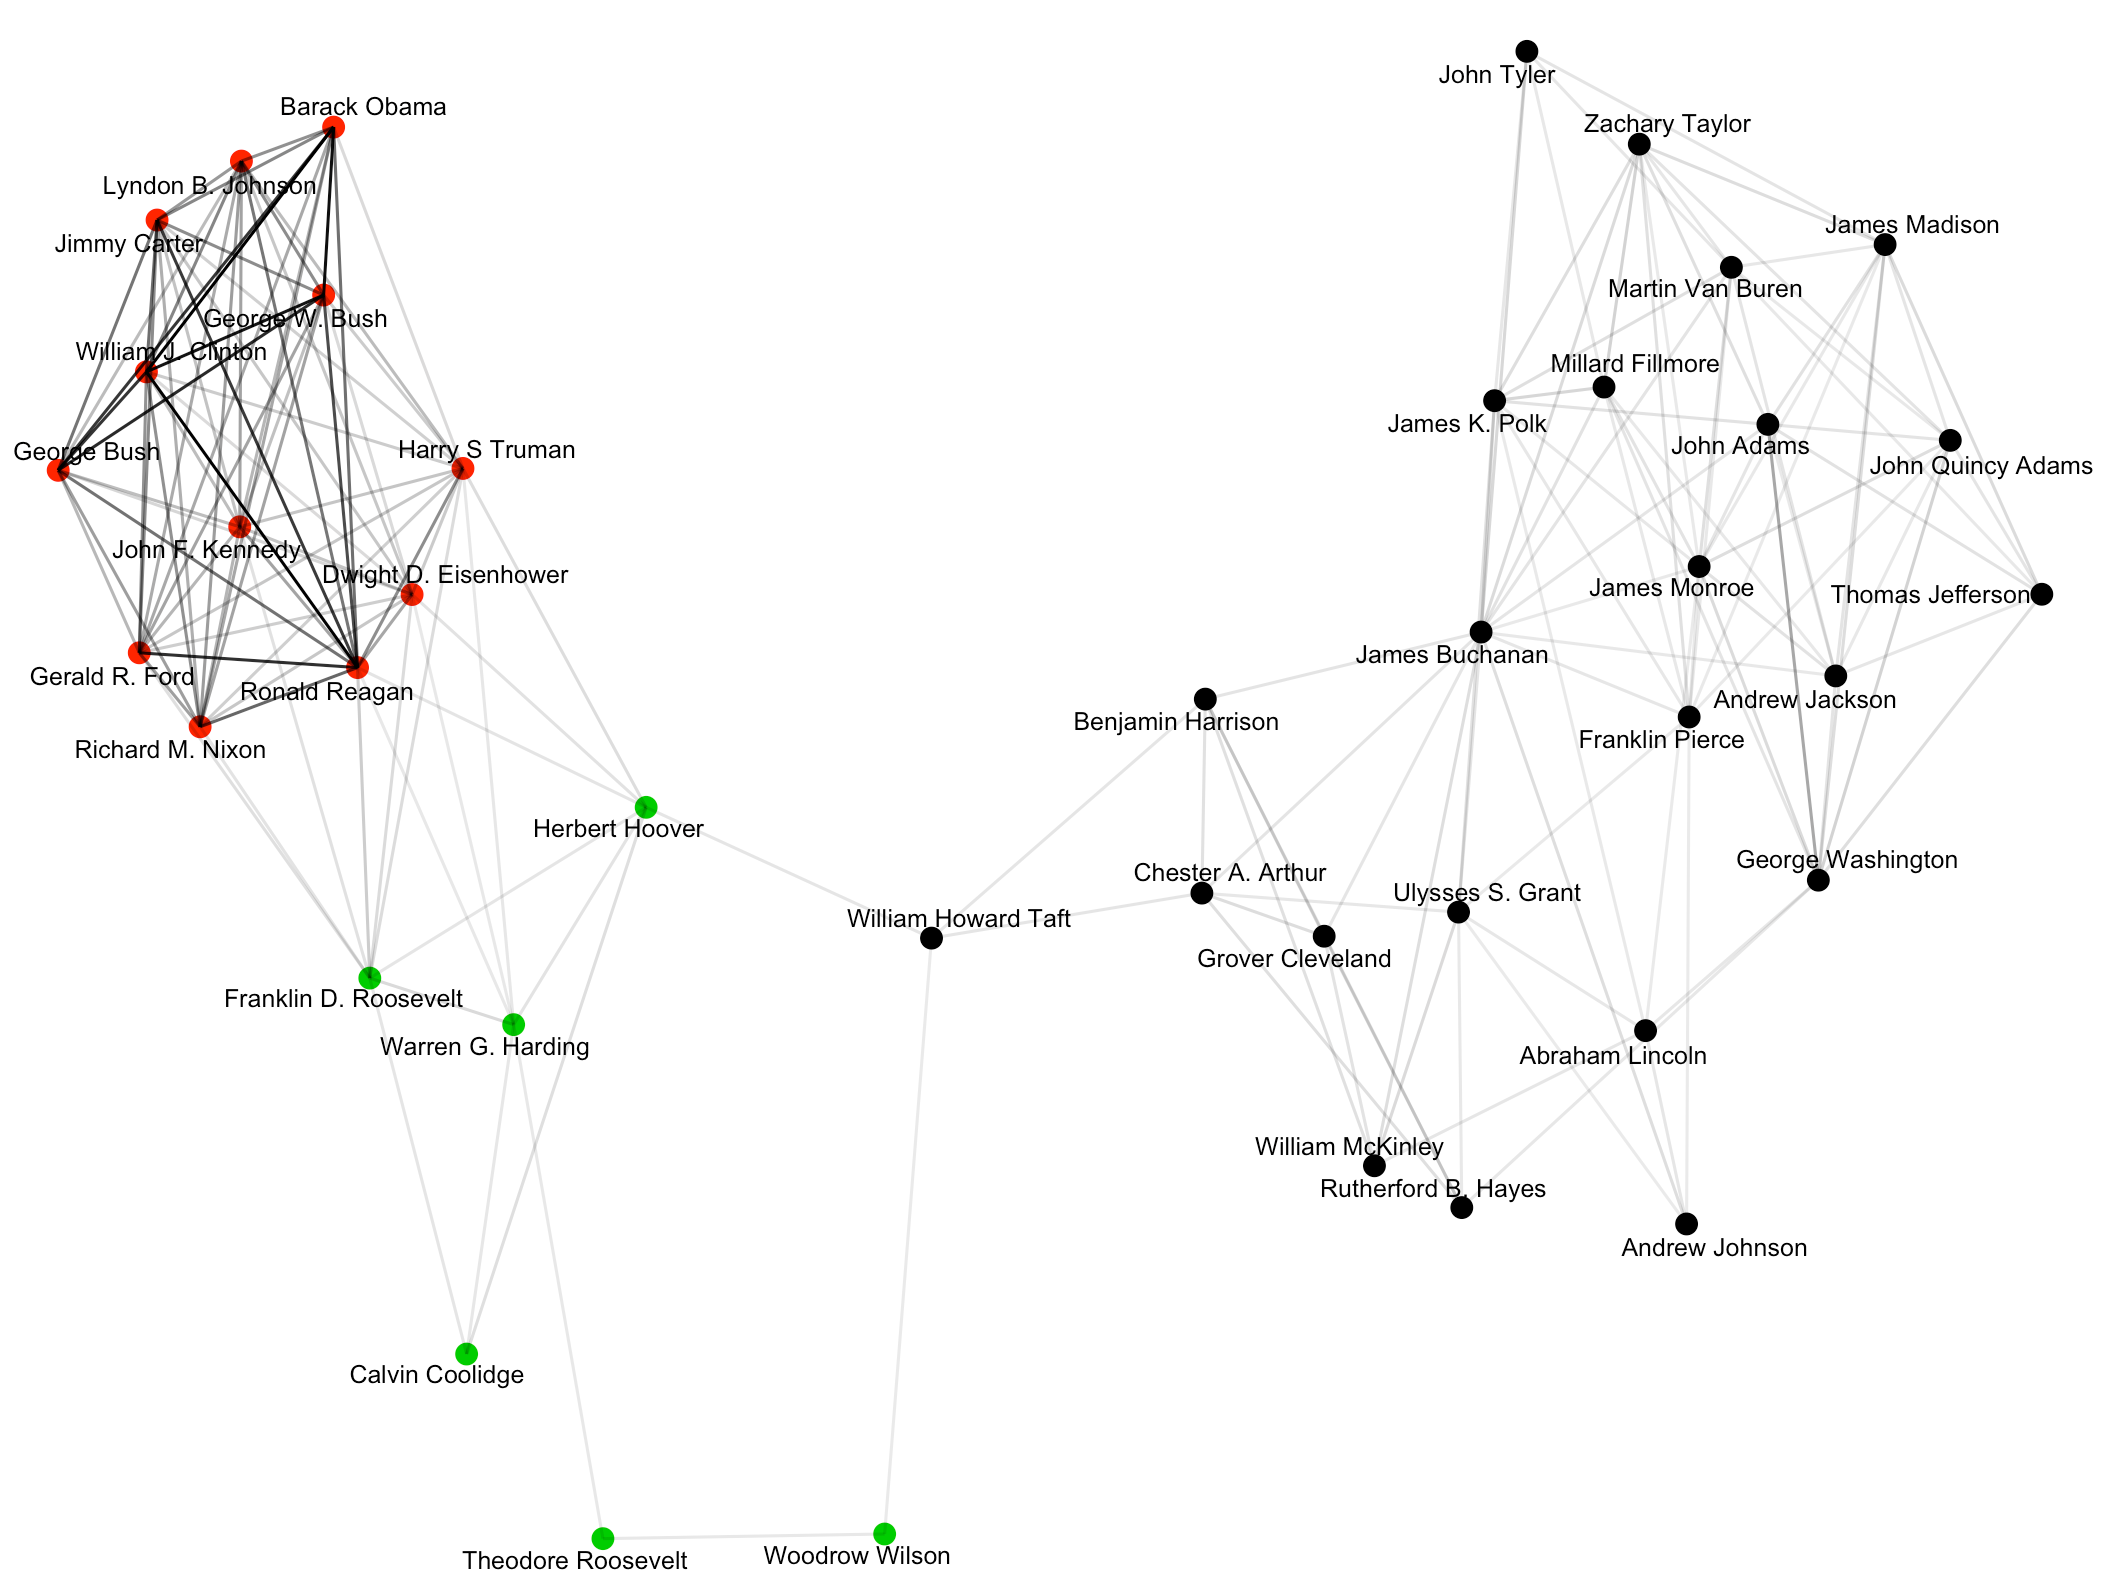 John Tyler
Barack Obama
Zachary Taylor
Lyndon B. Johnson
James Madison
Jimmy Carter
Martin Van Buren
George W. Bush
William J. Clinton
Millard Fillmore
James K. Polk
John Adams
George Bush
Harry S Truman
John Quincy Adams
John F. Kennedy
Dwight D. Eisenhower
James Monroe
Thomas Jefferson
James Buchanan
Gerald R. Ford
Ronald Reagan
Andrew Jackson
Benjamin Harrison
Franklin Pierce
Richard M. Nixon
Herbert Hoover
George Washington
Chester A. Arthur
Ulysses S. Grant
William Howard Taft
Grover Cleveland
Franklin D. Roosevelt
Warren G. Harding
Abraham Lincoln
William McKinley
Rutherford B. Hayes
Andrew Johnson
Calvin Coolidge
Theodore Roosevelt
Woodrow Wilson